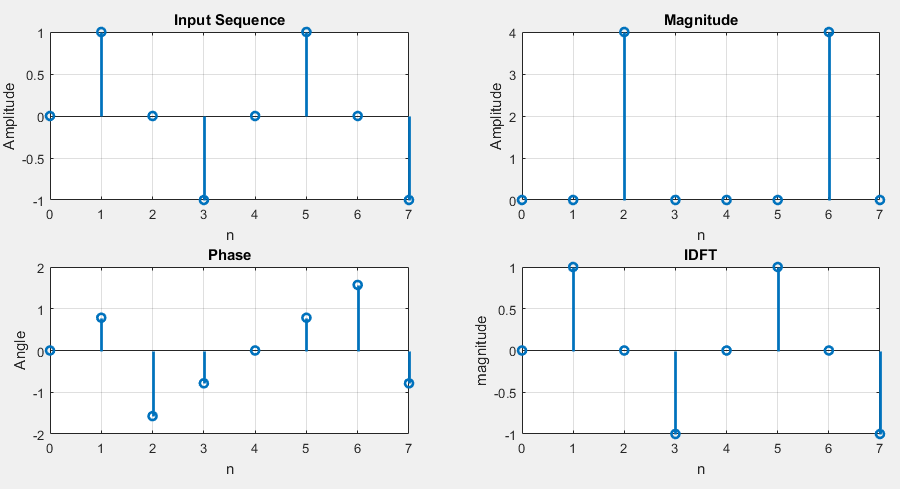 Input Sequence
Amplitude
1
0.5
0
-0.5
-1
0 1 2 3 4 5 6 7
n
Magnitude
Amplitude
4
3
2
1
0
0 1 2 3 4 5 6 7
n
Phase
Angle
2
1
0
-1
-2
0 1 2 3 4 5 6 7
n
IDFT
magnitude
1
0.5
0
-0.5
-1
0 1 2 3 4 5 6 7
n